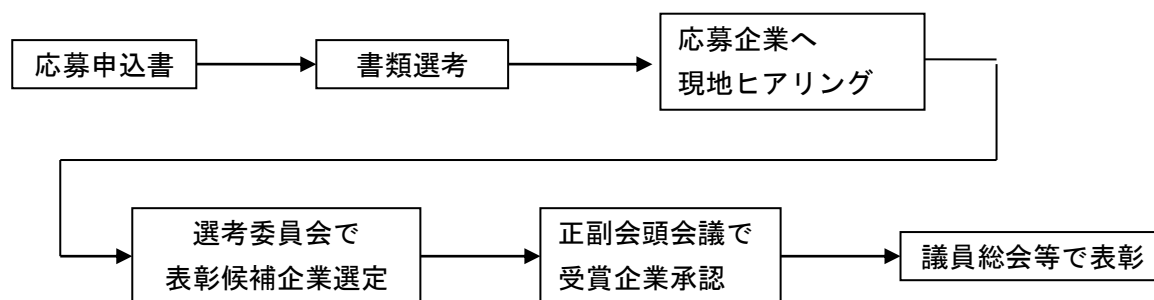 応募申込書
書類選考
応募企業へ
現地ヒアリング
選考委員会で
表彰候補企業選定
正副会頭会議で
受賞企業承認
議員総会等で表彰